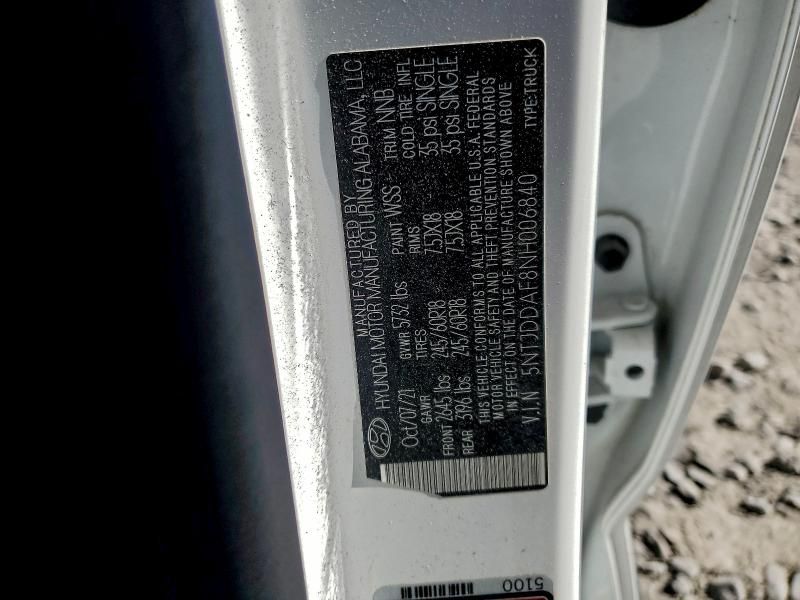 MANUFACTURED BY
HYUNDAI MOTOR MANUFACTURING ALABAMA, LLC
Oct/07/21 GVWR 5732 lbs PAINT WSS TRIM NNB
GAWR TIRES RIMS COLD TIRE INFL
FRONT 2645 lbs 245/60R18 7.5JX18 35 psi SINGLE
REAR 3196 lbs 245/60R18 7.5JX18 35 psi SINGLE
THIS VEHICLE CONFORMS TO ALL APPLICABLE U.S.A. FEDERAL
MOTOR VEHICLE SAFETY AND THEFT PREVENTION STANDARDS
IN EFFECT ON THE DATE OF MANUFACTURE SHOWN ABOVE
V.I.N 5NTJDDAF8NH006840 TYPE:TRUCK
5100